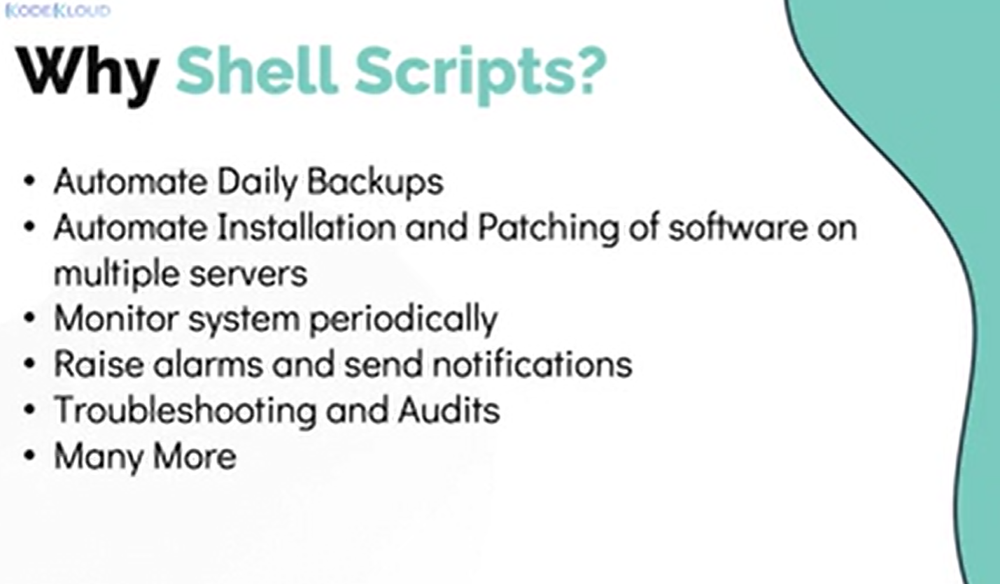 KODEKLOUD
Why Shell Scripts?
• Automate Daily Backups
• Automate Installation and Patching of software on
multiple servers
• Monitor system periodically
• Raise alarms and send notifications
• Troubleshooting and Audits
• Many More